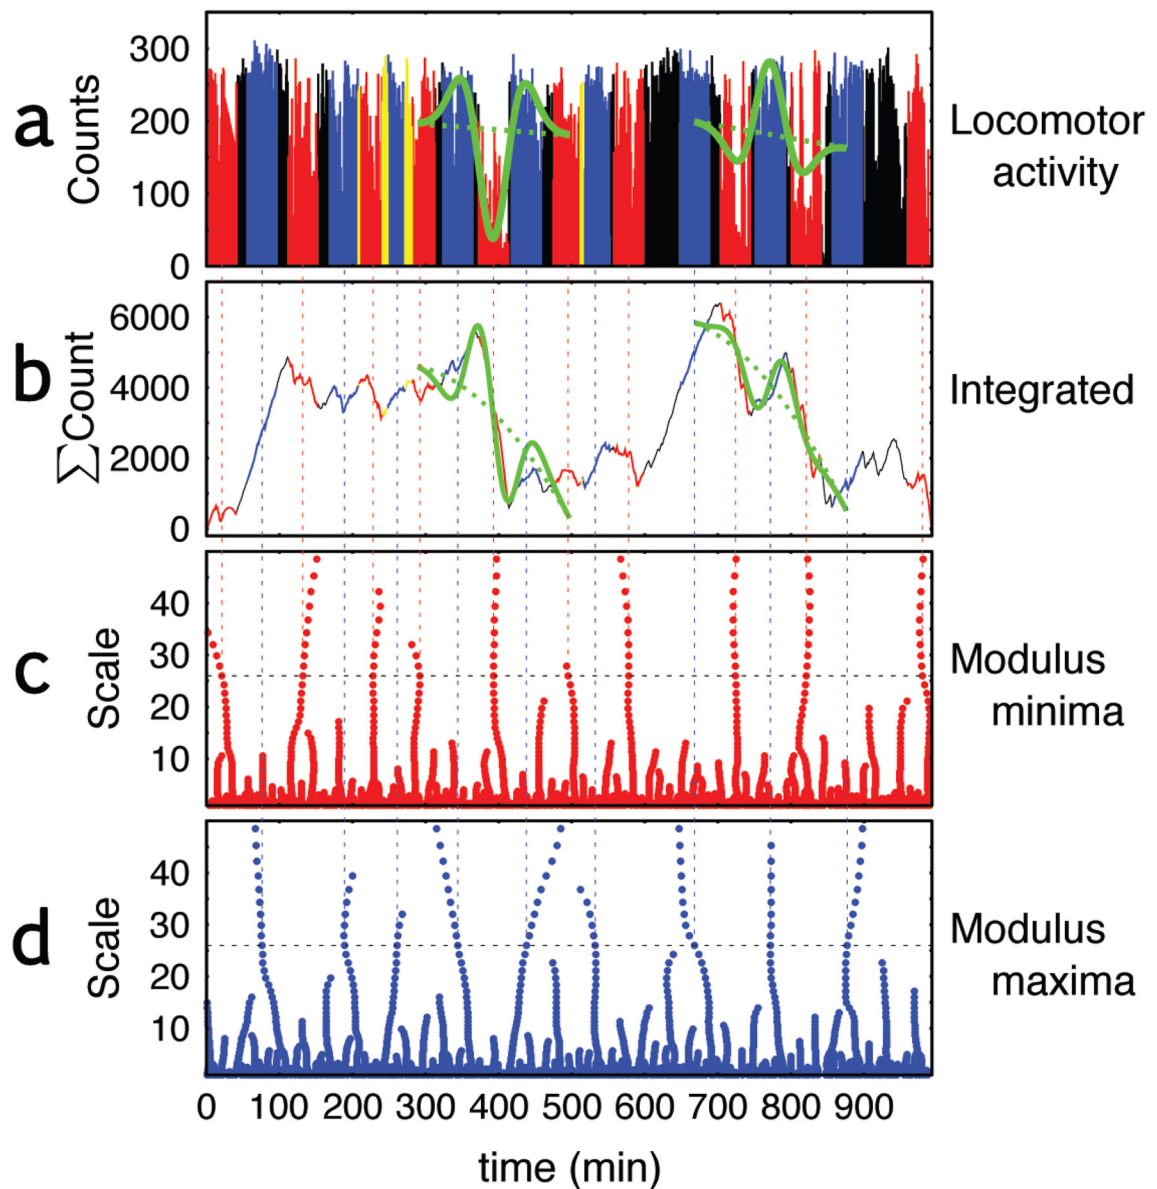 a
Counts
300
200
100
0
Locomotor
activity
b
∑Count
6000
4000
2000
0
Integrated
c
Scale
40
30
20
10
Modulus
minima
d
Scale
40
30
20
10
Modulus
maxima
0 100 200 300 400 500 600 700 800 900
time (min)